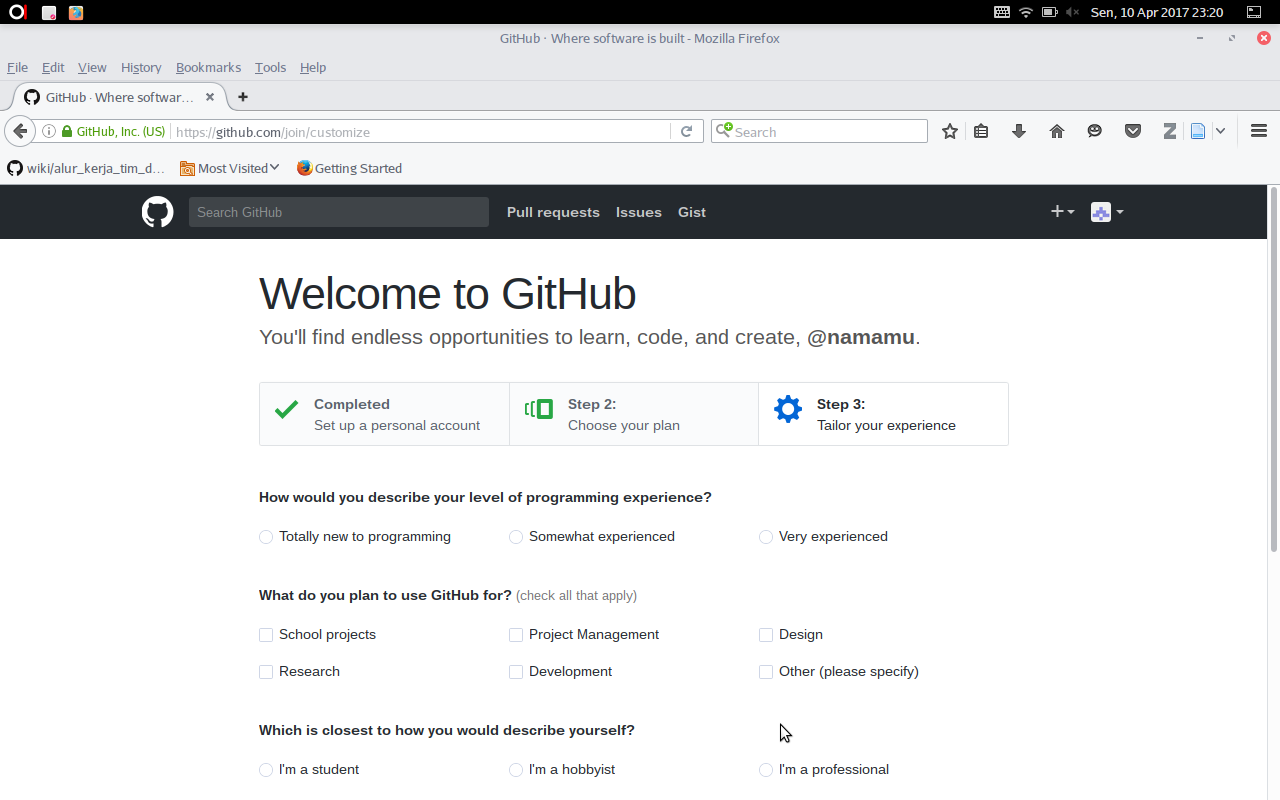 Sen, 10 Apr 2017 23:20
GitHub · Where software is built - Mozilla Firefox
File Edit View History Bookmarks Tools Help
GitHub · Where softwar…
GitHub, Inc. (US) https://github.com/join/customize Search
wiki/alur_kerja_tim_d… Most Visited Getting Started
Search GitHub Pull requests Issues Gist
Welcome to GitHub
You'll find endless opportunities to learn, code, and create, @namamu.
Completed
Set up a personal account
Step 2:
Choose your plan
Step 3:
Tailor your experience
How would you describe your level of programming experience?
Totally new to programming Somewhat experienced Very experienced
What do you plan to use GitHub for? (check all that apply)
School projects Project Management Design
Research Development Other (please specify)
Which is closest to how you would describe yourself?
I'm a student I'm a hobbyist I'm a professional